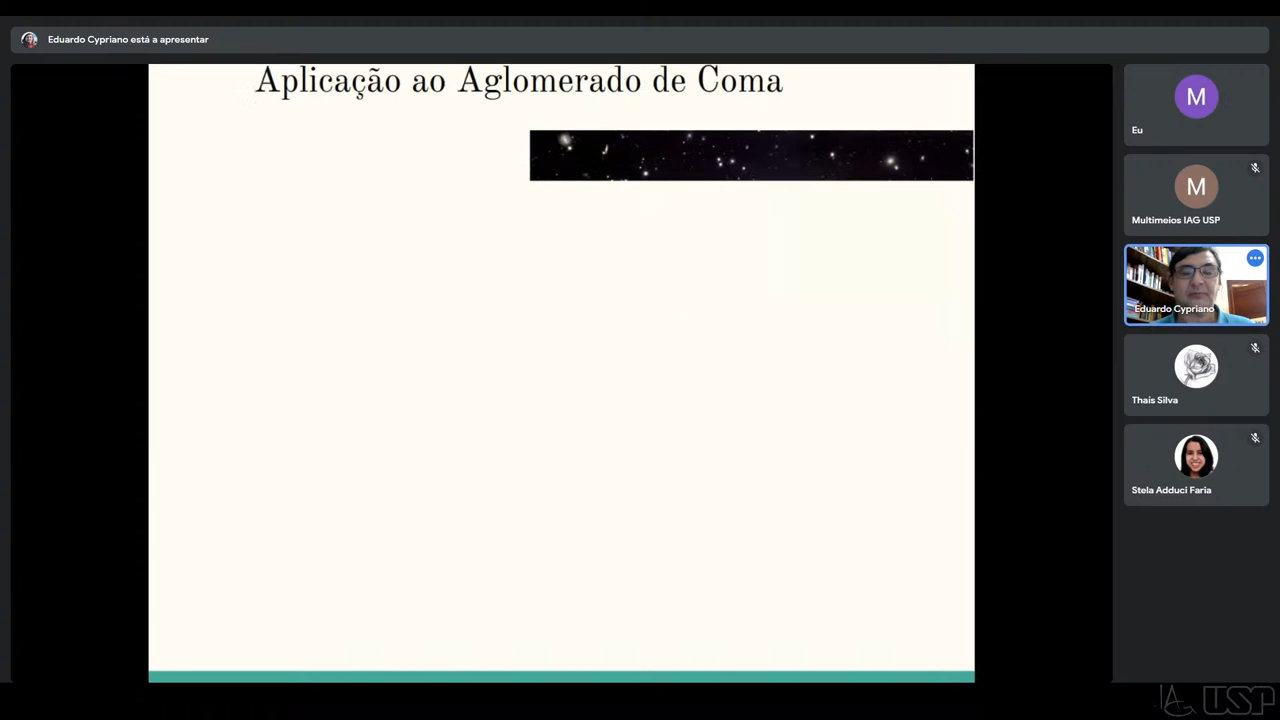 Eduardo Cypriano está a apresentar
Aplicação ao Aglomerado de Coma
M
Eu
M
Multimeios IAG USP
Eduardo Cypriano
Thais Silva
Stela Adduci Faria
USP